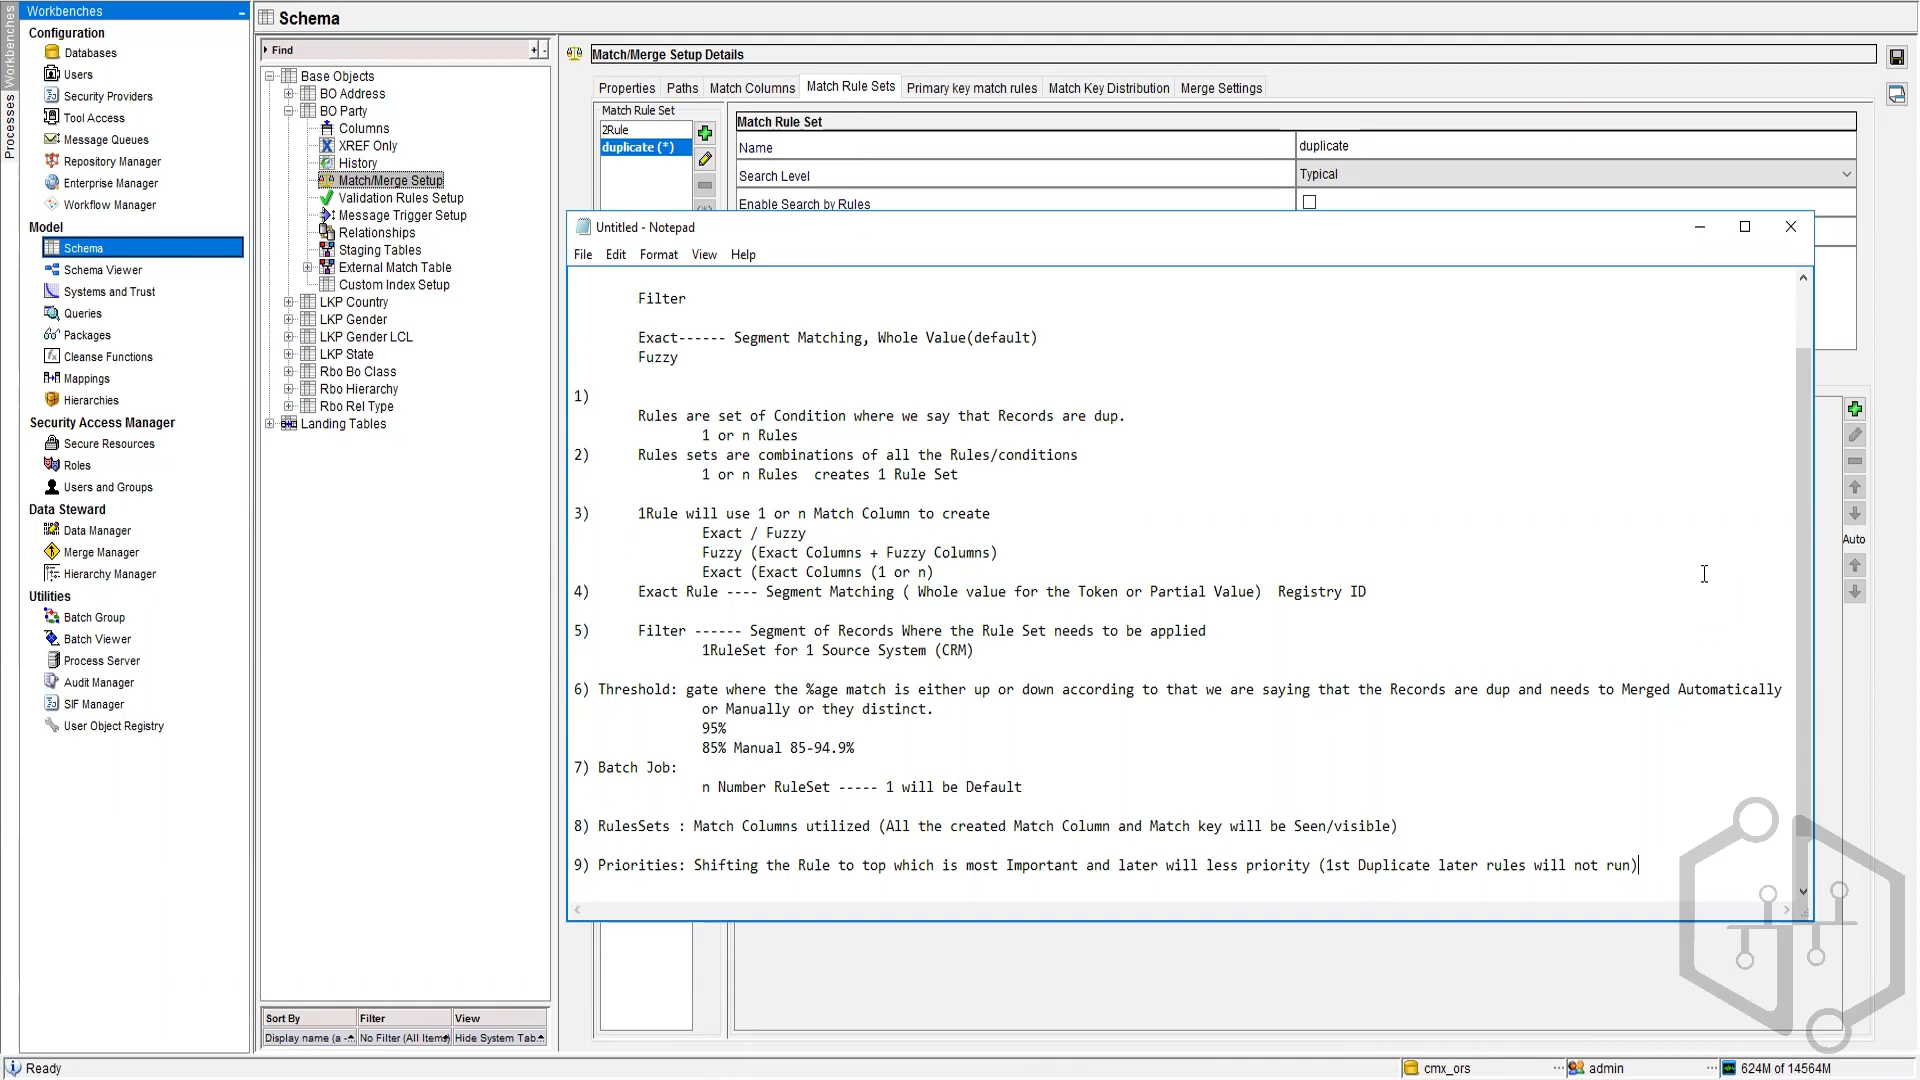 Workbenches
Processes
Workbenches
Configuration
Databases
Users
Security Providers
Tool Access
Message Queues
Repository Manager
Enterprise Manager
Workflow Manager
Model
Schema
Schema Viewer
Systems and Trust
Queries
Packages
Cleanse Functions
Mappings
Hierarchies
Security Access Manager
Secure Resources
Roles
Users and Groups
Data Steward
Data Manager
Merge Manager
Hierarchy Manager
Utilities
Batch Group
Batch Viewer
Process Server
Audit Manager
SIF Manager
User Object Registry
Schema
Find
Base Objects
BO Address
BO Party
Columns
XREF Only
History
Match/Merge Setup
Validation Rules Setup
Message Trigger Setup
Relationships
Staging Tables
External Match Table
Custom Index Setup
LKP Country
LKP Gender
LKP Gender LCL
LKP State
Rbo Bo Class
Rbo Hierarchy
Rbo Rel Type
Landing Tables
Sort By Filter View
Display name (a - No Filter (All Items) Hide System Tab..
Match/Merge Setup Details
Properties Paths Match Columns Match Rule Sets Primary key match rules Match Key Distribution Merge Settings
Match Rule Set
2Rule
duplicate (*)
Match Rule Set
Name duplicate
Search Level Typical
Enable Search by Rules
Untitled - Notepad
File Edit Format View Help
Filter
Exact------ Segment Matching, Whole Value(default)
Fuzzy
1)
Rules are set of Condition where we say that Records are dup.
1 or n Rules
2) Rules sets are combinations of all the Rules/conditions
1 or n Rules creates 1 Rule Set
3) 1Rule will use 1 or n Match Column to create
Exact / Fuzzy
Fuzzy (Exact Columns + Fuzzy Columns)
Exact (Exact Columns (1 or n)
4) Exact Rule ---- Segment Matching ( Whole value for the Token or Partial Value) Registry ID
5) Filter ------ Segment of Records Where the Rule Set needs to be applied
1RuleSet for 1 Source System (CRM)
6) Threshold: gate where the %age match is either up or down according to that we are saying that the Records are dup and needs to Merged Automatically
or Manually or they distinct.
95%
85% Manual 85-94.9%
7) Batch Job:
n Number RuleSet ----- 1 will be Default
8) RulesSets : Match Columns utilized (All the created Match Column and Match key will be Seen/visible)
9) Priorities: Shifting the Rule to top which is most Important and later will less priority (1st Duplicate later rules will not run)
Auto
Ready
cmx_ors
admin
624M of 14564M